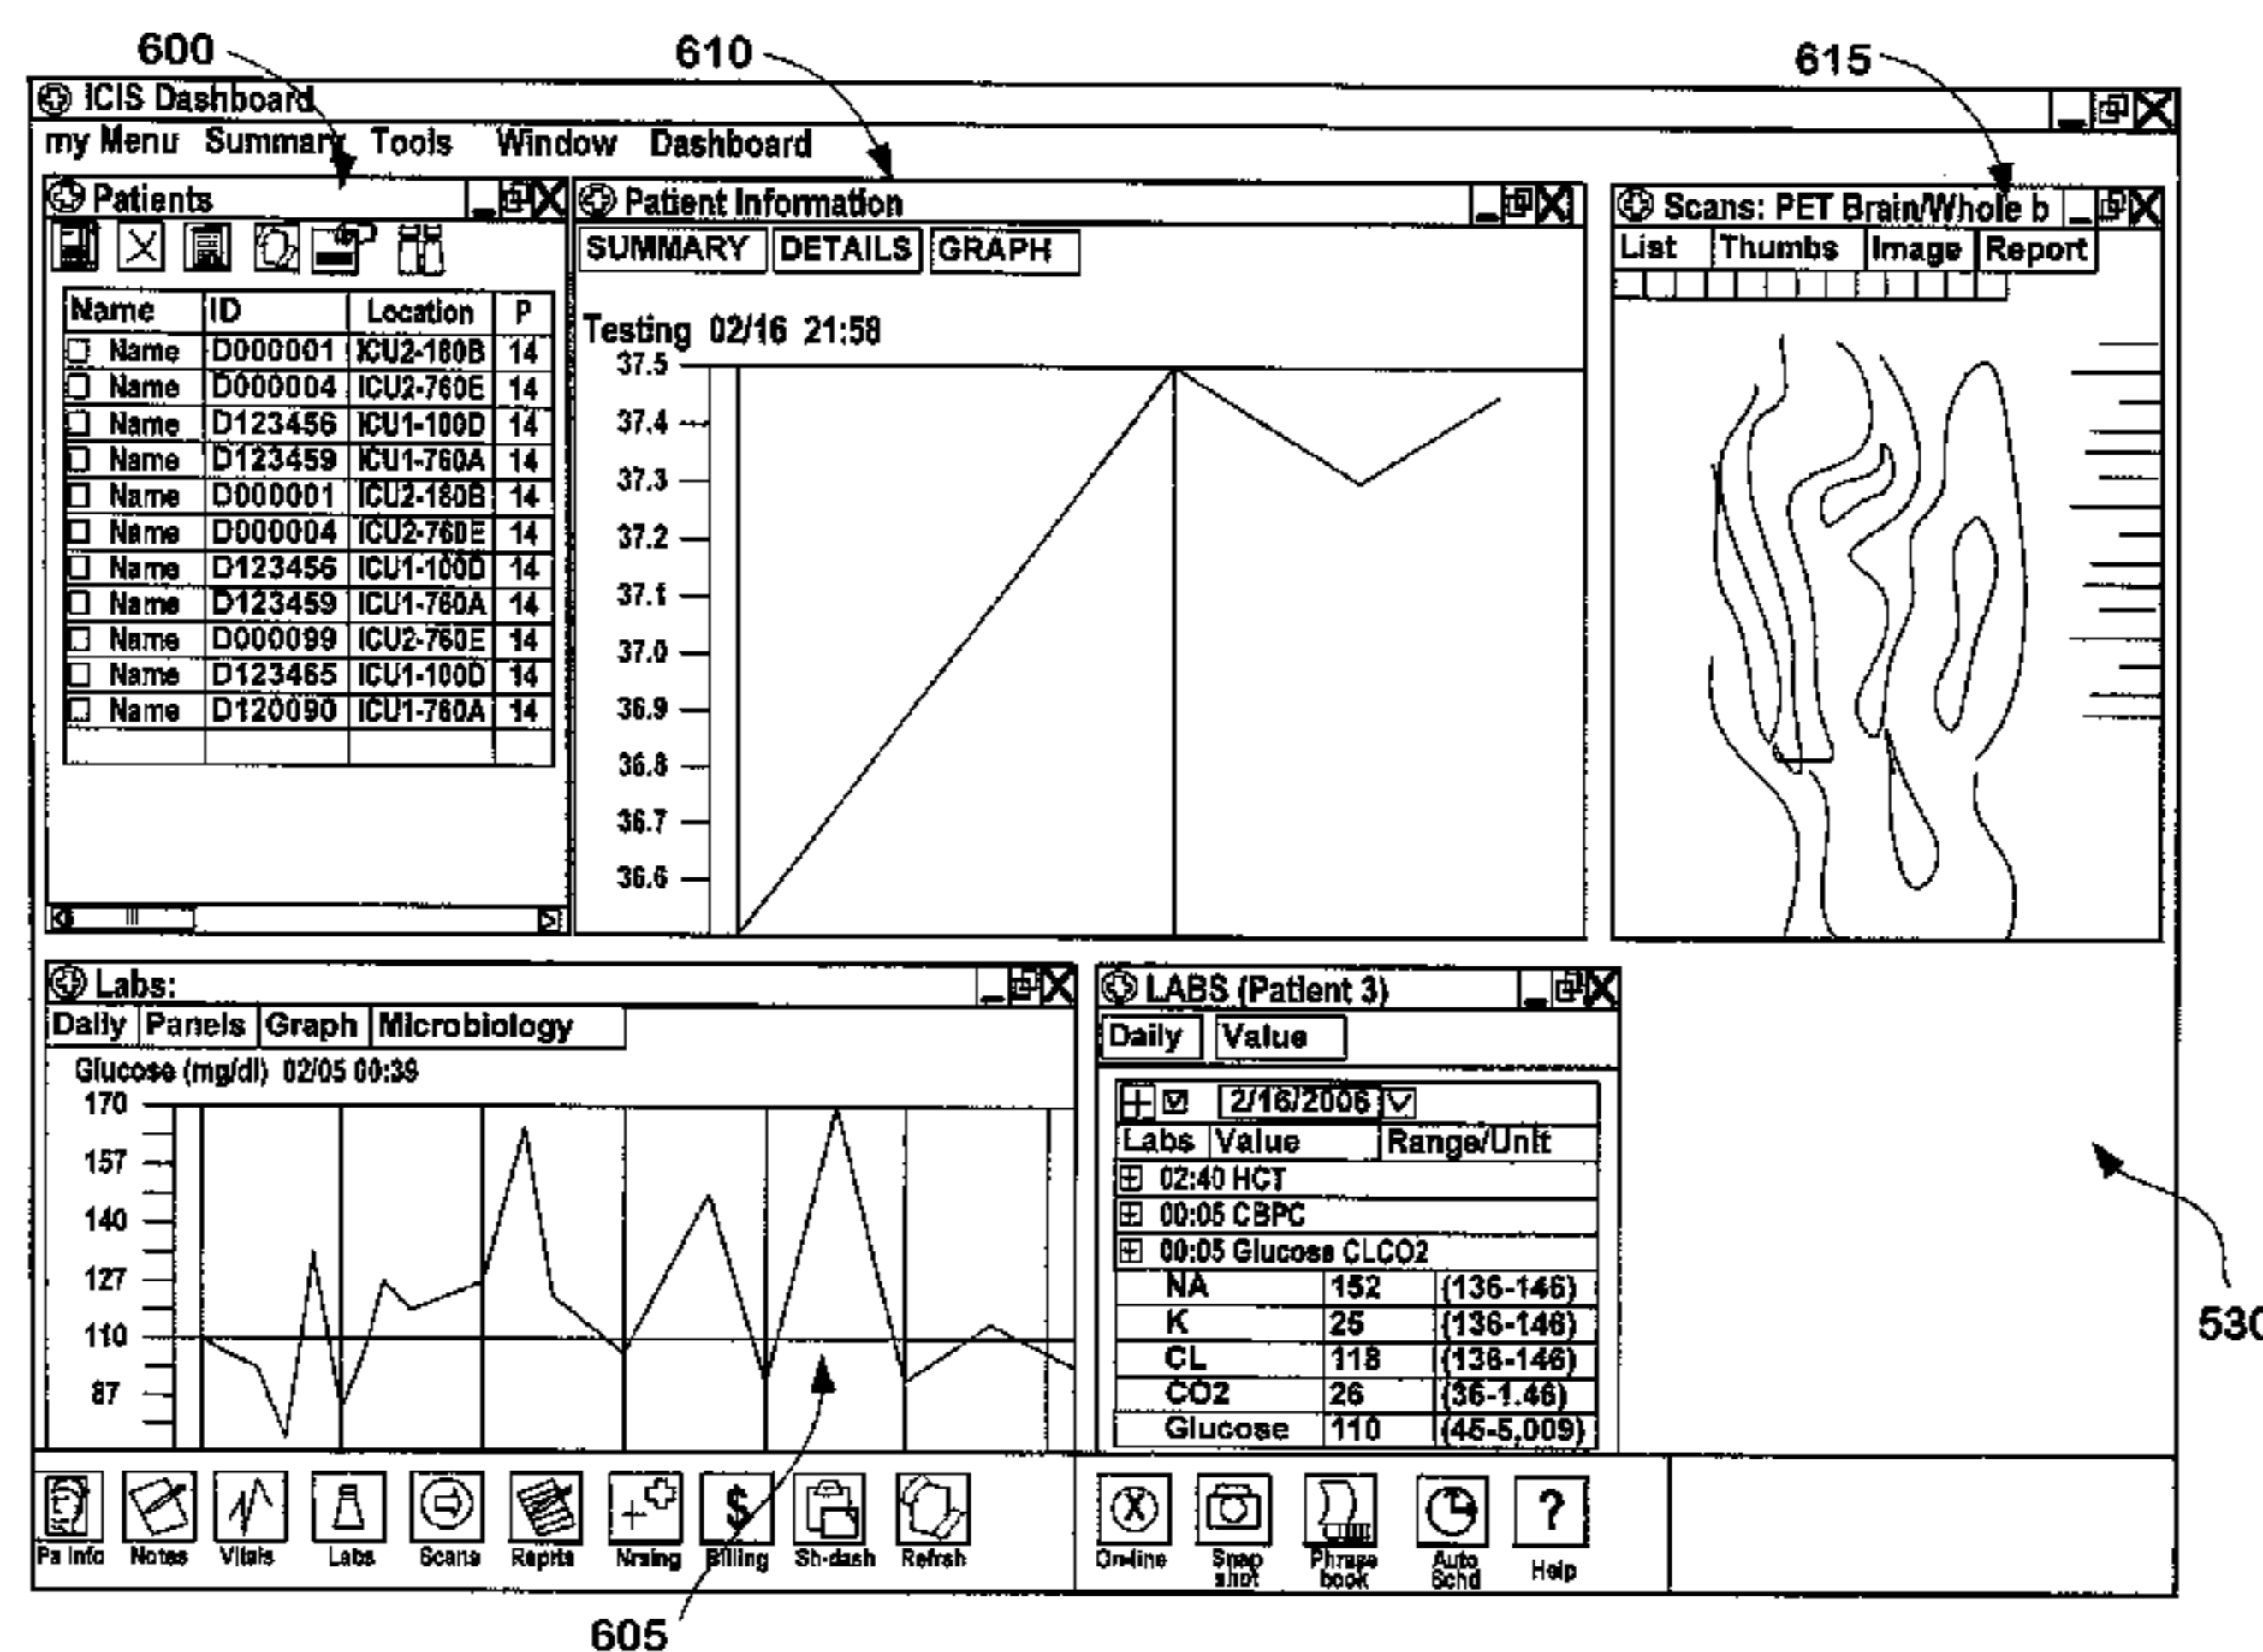 600
610
615
ICIS Dashboard
my Menu Summary Tools Window Dashboard
Patients
Name ID Location P
Name D000001 ICU2-180B 14
Name D000004 ICU2-760E 14
Name D123456 ICU1-100D 14
Name D123459 ICU1-760A 14
Name D000001 ICU2-180B 14
Name D000004 ICU2-760E 14
Name D123456 ICU1-100D 14
Name D123459 ICU1-760A 14
Name D000099 ICU2-760E 14
Name D123465 ICU1-100D 14
Name D120090 ICU1-760A 14
Patient Information
SUMMARY DETAILS GRAPH
Testing 02/16 21:58
37.5
37.4
37.3
37.2
37.1
37.0
36.9
36.8
36.7
36.6
Scans: PET Brain/Whole b
List Thumbs Image Report
Labs:
Daily Panels Graph Microbiology
Glucose (mg/dl) 02/05 00:39
170
157
140
127
110
87
LABS (Patient 3)
Daily Value
2/16/2006
Labs Value Range/Unit
02:40 HCT
00:05 CBPC
00:05 Glucose CLCO2
NA 152 (136-146)
K 25 (136-146)
CL 118 (136-146)
CO2 26 (36-1.46)
Glucose 110 (45-5,009)
530
Pa Info Notes Vitals Labs Scans Reprts Nrsing $ Billing Sh-dash Refrsh
X On-line Snap shot Phrase book Auto Schd ? Help
605